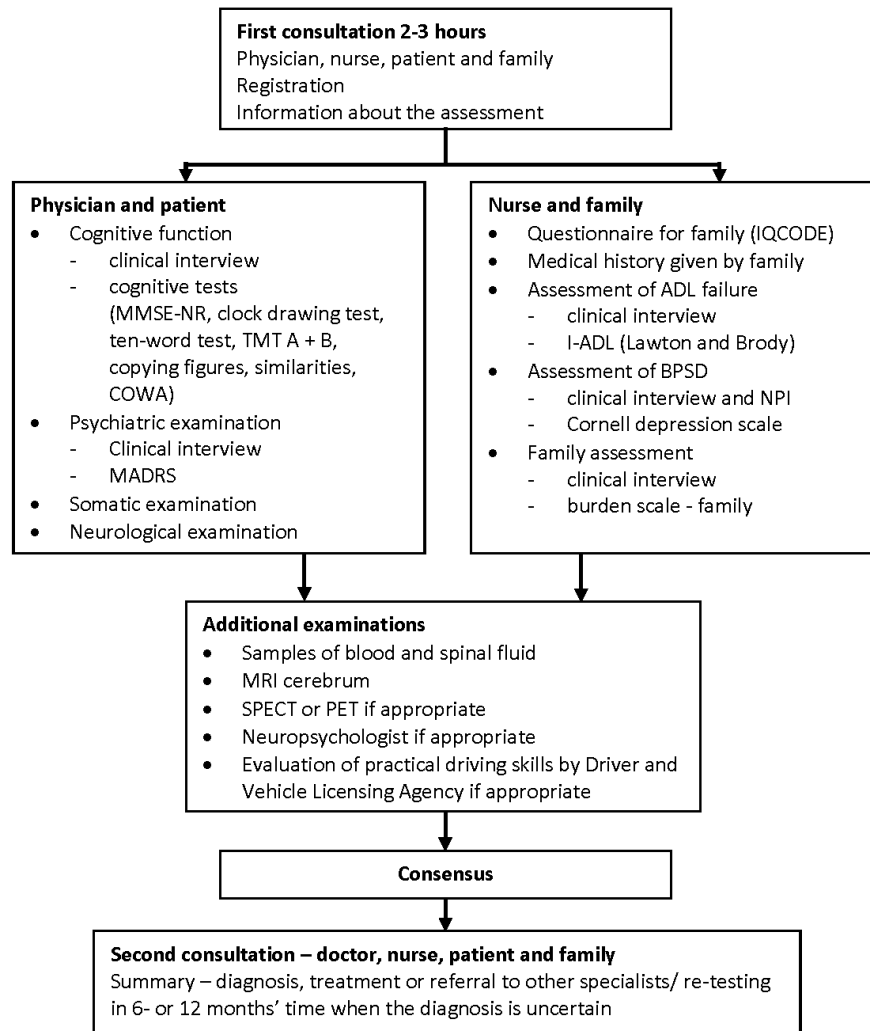 First consultation 2-3 hours
Physician, nurse, patient and family
Registration
Information about the assessment
Physician and patient
• Cognitive function
- clinical interview
- cognitive tests
(MMSE-NR, clock drawing test,
ten-word test, TMT A + B,
copying figures, similarities,
COWA)
• Psychiatric examination
- Clinical interview
- MADRS
• Somatic examination
• Neurological examination
Nurse and family
• Questionnaire for family (IQCODE)
• Medical history given by family
• Assessment of ADL failure
- clinical interview
- I-ADL (Lawton and Brody)
• Assessment of BPSD
- clinical interview and NPI
- Cornell depression scale
• Family assessment
- clinical interview
- burden scale - family
Additional examinations
• Samples of blood and spinal fluid
• MRI cerebrum
• SPECT or PET if appropriate
• Neuropsychologist if appropriate
• Evaluation of practical driving skills by Driver and
Vehicle Licensing Agency if appropriate
Consensus
Second consultation – doctor, nurse, patient and family
Summary – diagnosis, treatment or referral to other specialists/ re-testing
in 6- or 12 months’ time when the diagnosis is uncertain